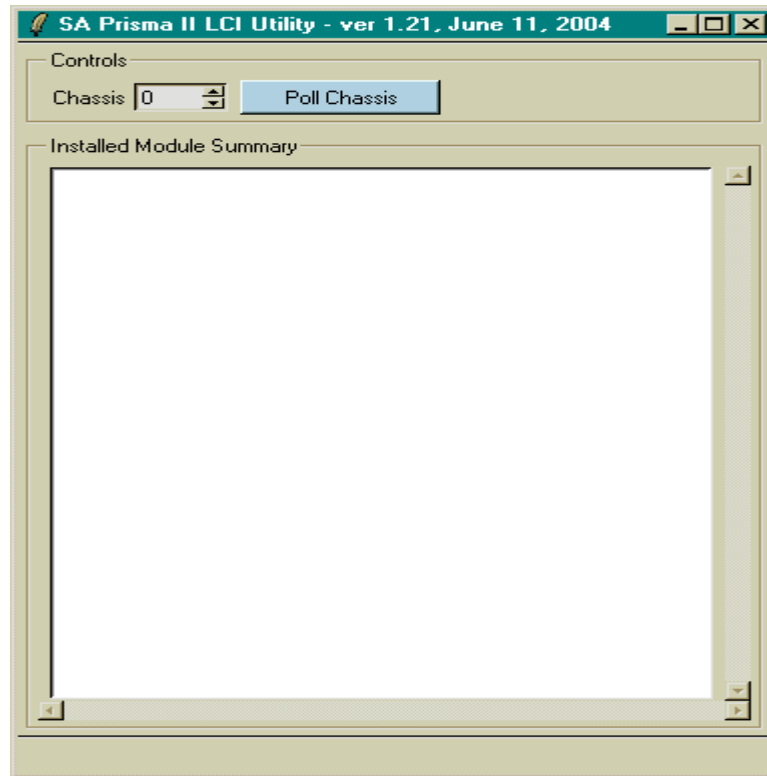 SA Prisma II LCI Utility - ver 1.21, June 11, 2004
Controls
Chassis 0 Poll Chassis
Installed Module Summary